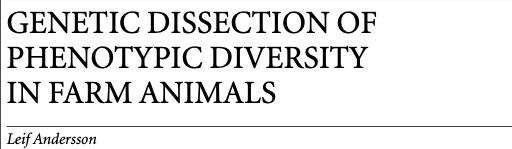 GENETIC DISSECTION OF
PHENOTYPIC DIVERSITY
IN FARM ANIMALS
Leif Andersson